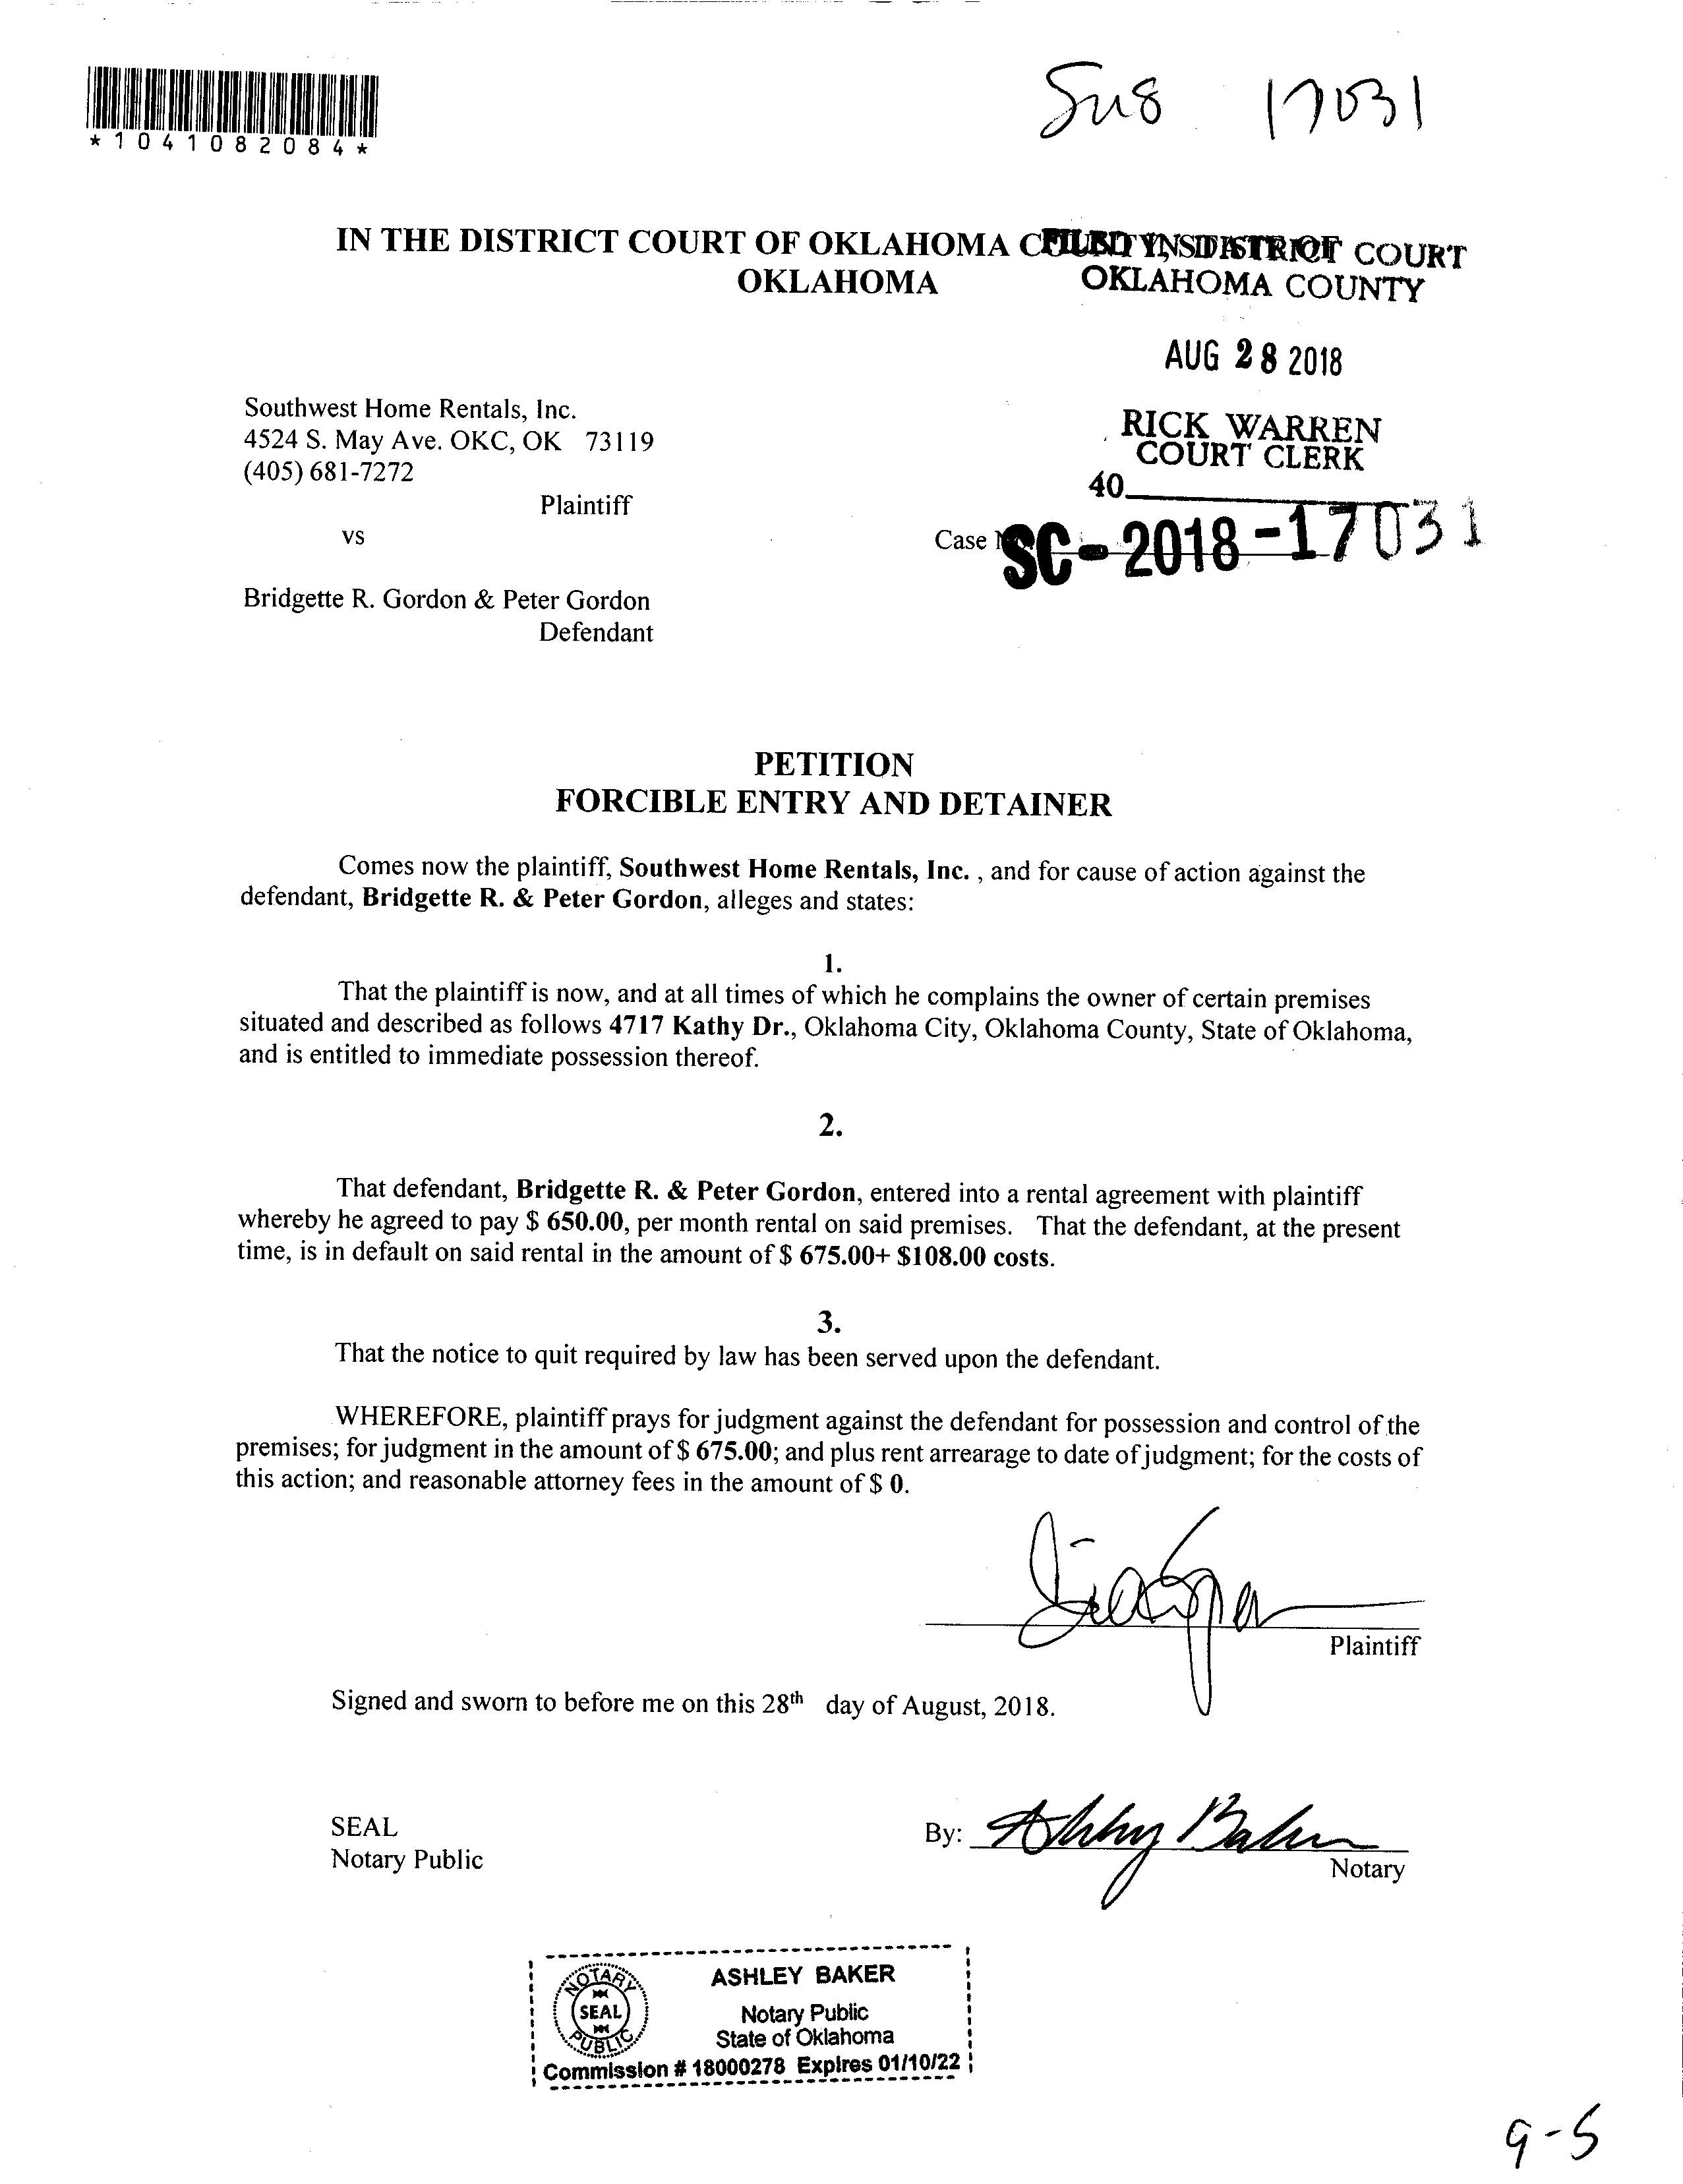 *1041082084*
17031
IN THE DISTRICT COURT OF OKLAHOMA COUNTY, STATE OF
OKLAHOMA
FILED IN DISTRICT COURT
OKLAHOMA COUNTY
AUG 28 2018
RICK WARREN
COURT CLERK
40
Southwest Home Rentals, Inc.
4524 S. May Ave. OKC, OK 73119
(405) 681-7272
Plaintiff
vs
Case
SC-2018-17031
Bridgette R. Gordon & Peter Gordon
Defendant
PETITION
FORCIBLE ENTRY AND DETAINER
Comes now the plaintiff, Southwest Home Rentals, Inc. , and for cause of action against the
defendant, Bridgette R. & Peter Gordon, alleges and states:
1.
That the plaintiff is now, and at all times of which he complains the owner of certain premises
situated and described as follows 4717 Kathy Dr., Oklahoma City, Oklahoma County, State of Oklahoma,
and is entitled to immediate possession thereof.
2.
That defendant, Bridgette R. & Peter Gordon, entered into a rental agreement with plaintiff
whereby he agreed to pay $ 650.00, per month rental on said premises. That the defendant, at the present
time, is in default on said rental in the amount of $ 675.00+ $108.00 costs.
3.
That the notice to quit required by law has been served upon the defendant.
WHEREFORE, plaintiff prays for judgment against the defendant for possession and control of the
premises; for judgment in the amount of $ 675.00; and plus rent arrearage to date of judgment; for the costs of
this action; and reasonable attorney fees in the amount of $ 0.
Plaintiff
Signed and sworn to before me on this 28th day of August, 2018.
SEAL
Notary Public
By: Ashley Baker
Notary
NOTARY
SEAL
PUBLIC
ASHLEY BAKER
Notary Public
State of Oklahoma
Commission # 18000278 Expires 01/10/22
9-5